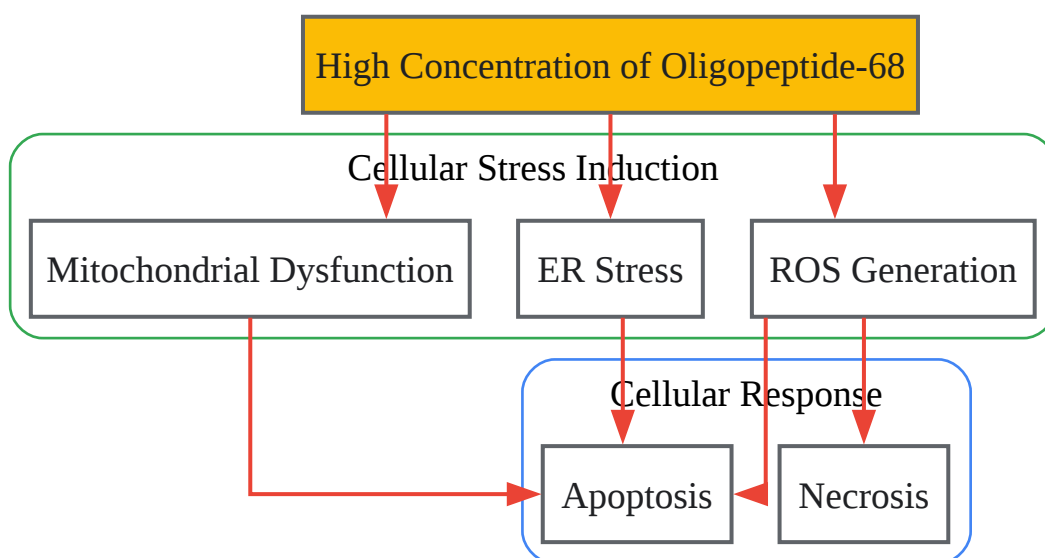 High Concentration of Oligopeptide-68
Cellular Stress Induction
Mitochondrial Dysfunction
ER Stress
ROS Generation
Cellular Response
Apoptosis
Necrosis